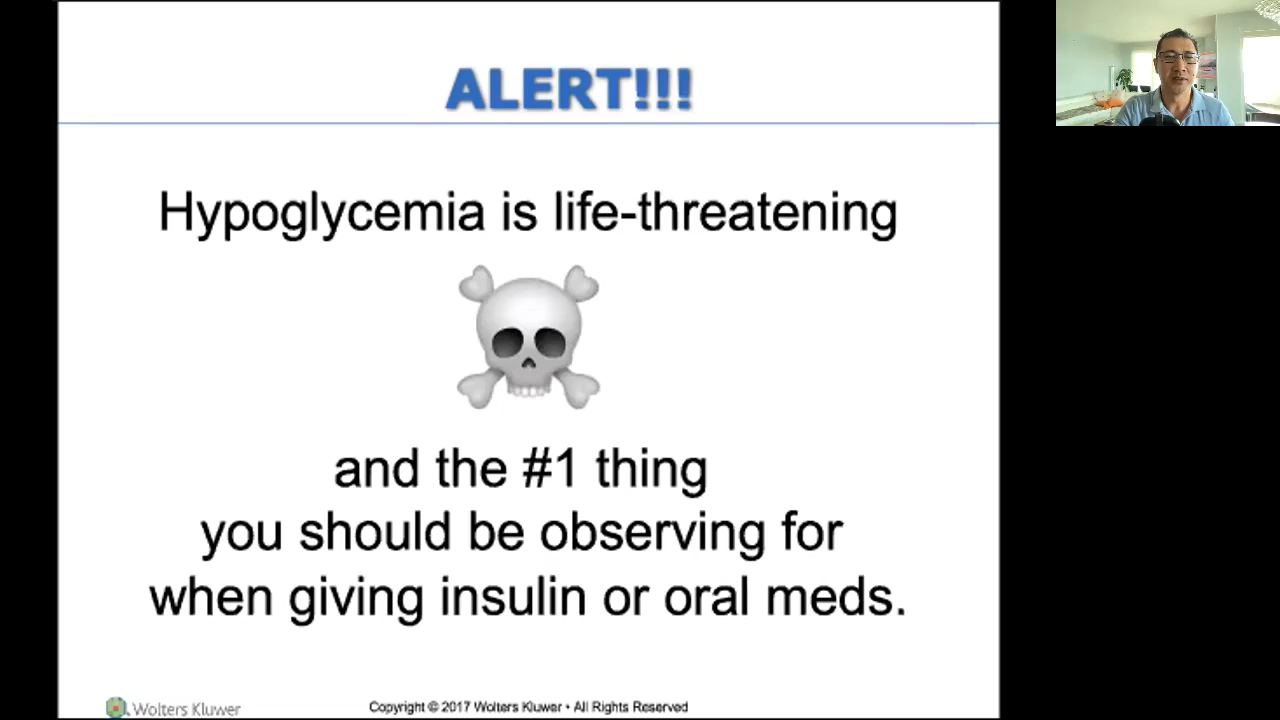 ALERT!!!
Hypoglycemia is life-threatening
and the #1 thing
you should be observing for
when giving insulin or oral meds.
Wolters Kluwer
Copyright © 2017 Wolters Kluwer • All Rights Reserved